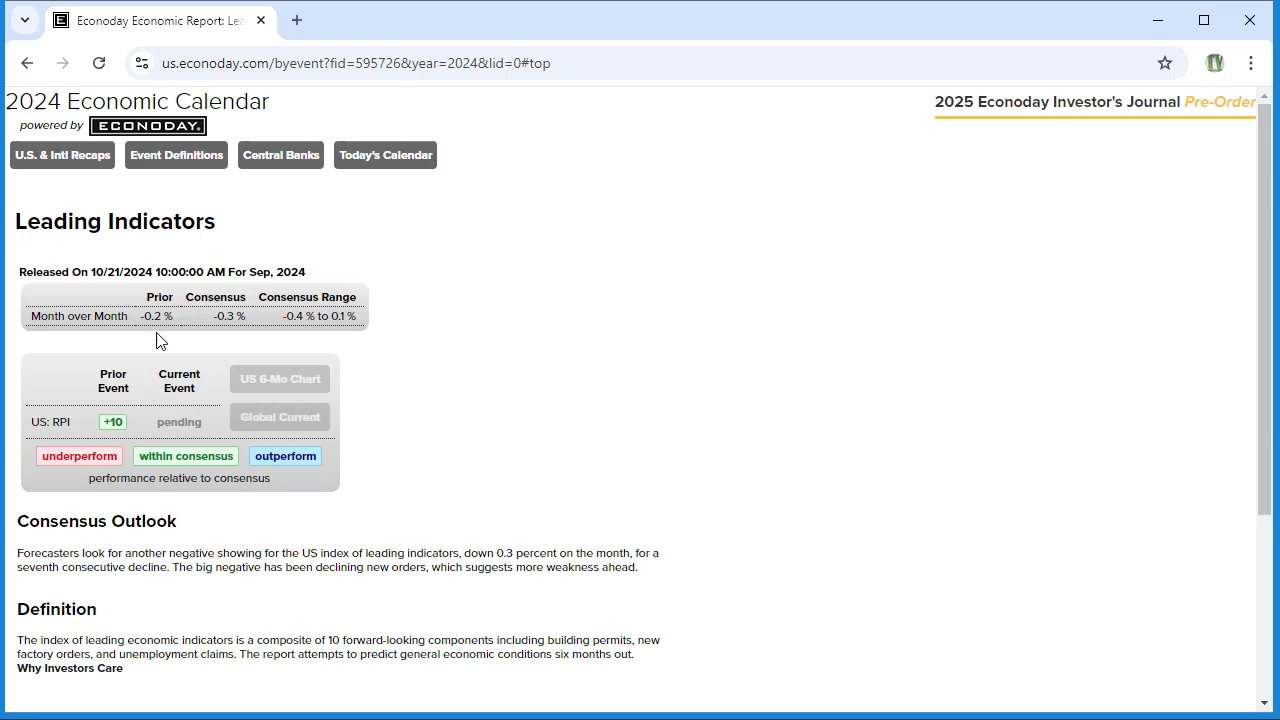 Economday Economic Report: Lea
us.econoday.com/byevent?fid=595726&year=2024&lid=0#top
2024 Economic Calendar
2025 Econoday Investor's Journal Pre-Order
powered by ECONODAY.
U.S. & Intl Recaps Event Definitions Central Banks Today's Calendar
Leading Indicators
Released On 10/21/2024 10:00:00 AM For Sep, 2024
Prior Consensus Consensus Range
Month over Month -0.2 % -0.3 % -0.4 % to 0.1 %
Prior Event Current Event US 6-Mo Chart
Global Current
US: RPI +10 pending
underperform within consensus outperform
performance relative to consensus
Consensus Outlook
Forecasters look for another negative showing for the US index of leading indicators, down 0.3 percent on the month, for a
seventh consecutive decline. The big negative has been declining new orders, which suggests more weakness ahead.
Definition
The index of leading economic indicators is a composite of 10 forward-looking components including building permits, new
factory orders, and unemployment claims. The report attempts to predict general economic conditions six months out.
Why Investors Care